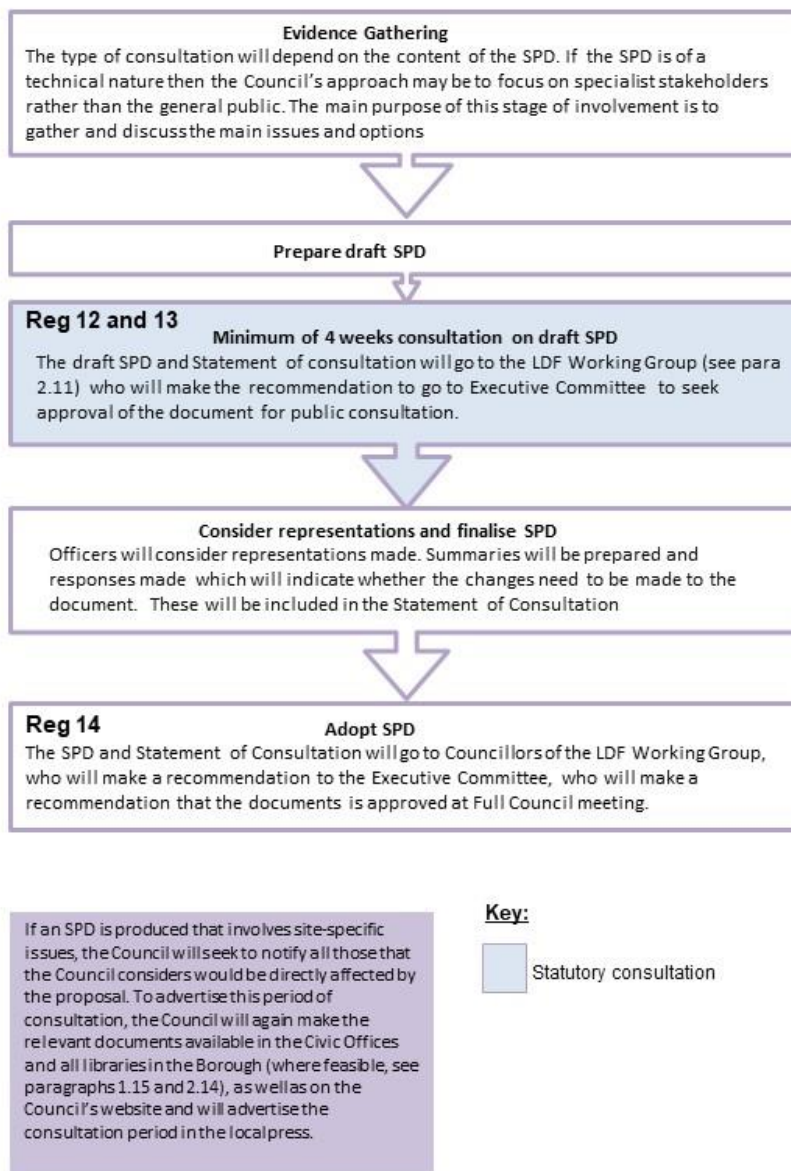 Evidence Gathering
The type of consultation will depend on the content of the SPD. If the SPD is of a
technical nature then the Council's approach may be to focus on specialist stakeholders
rather than the general public. The main purpose of this stage of involvement is to
gather and discuss the main issues and options
Prepare draft SPD
Reg 12 and 13
Minimum of 4 weeks consultation on draft SPD
The draft SPD and Statement of consultation will go to the LDF Working Group (see para
2.11) who will make the recommendation to go to Executive Committee to seek
approval of the document for public consultation.
Consider representations and finalise SPD
Officers will consider representations made. Summaries will be prepared and
responses made which will indicate whether the changes need to be made to the
document. These will be included in the Statement of Consultation
Reg 14
Adopt SPD
The SPD and Statement of Consultation will go to Councillors of the LDF Working Group,
who will make a recommendation to the Executive Committee, who will make a
recommendation that the documents is approved at Full Council meeting.
If an SPD is produced that involves site-specific
issues, the Council will seek to notify all those that
the Council considers would be directly affected by
the proposal. To advertise this period of
consultation, the Council will again make the
relevant documents available in the Civic Offices
and all libraries in the Borough (where feasible, see
paragraphs 1.15 and 2.14), as well as on the
Council's website and will advertise the
consultation period in the local press.
Key:
Statutory consultation